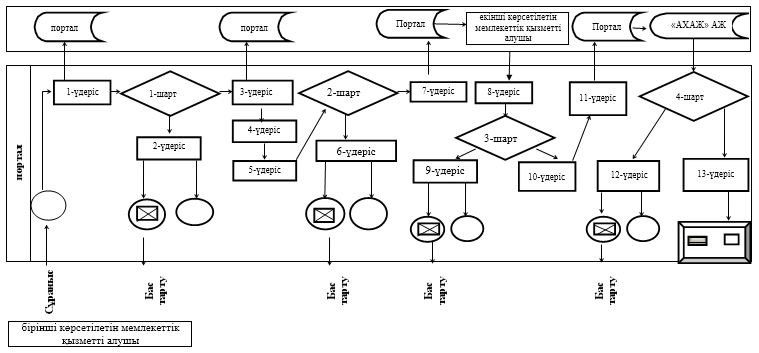 портал
портал
Портал
екінші көрсетілетін
мемлекеттік қызметті
алушы
Портал
«АХАЖ» АЖ
1-үдеріс
1-шарт
3-үдеріс
2-шарт
7-үдеріс
8-үдеріс
11-үдеріс
4-шарт
2-үдеріс
4-үдеріс
3-шарт
6-үдеріс
5-үдеріс
9-үдеріс
10-үдеріс
12-үдеріс
13-үдеріс
портал
Сұраныс
Бас
тарту
Бас
тарту
Бас
тарту
Бас
тарту
бірінші көрсетілетін мемлекеттік
қызметті алушы